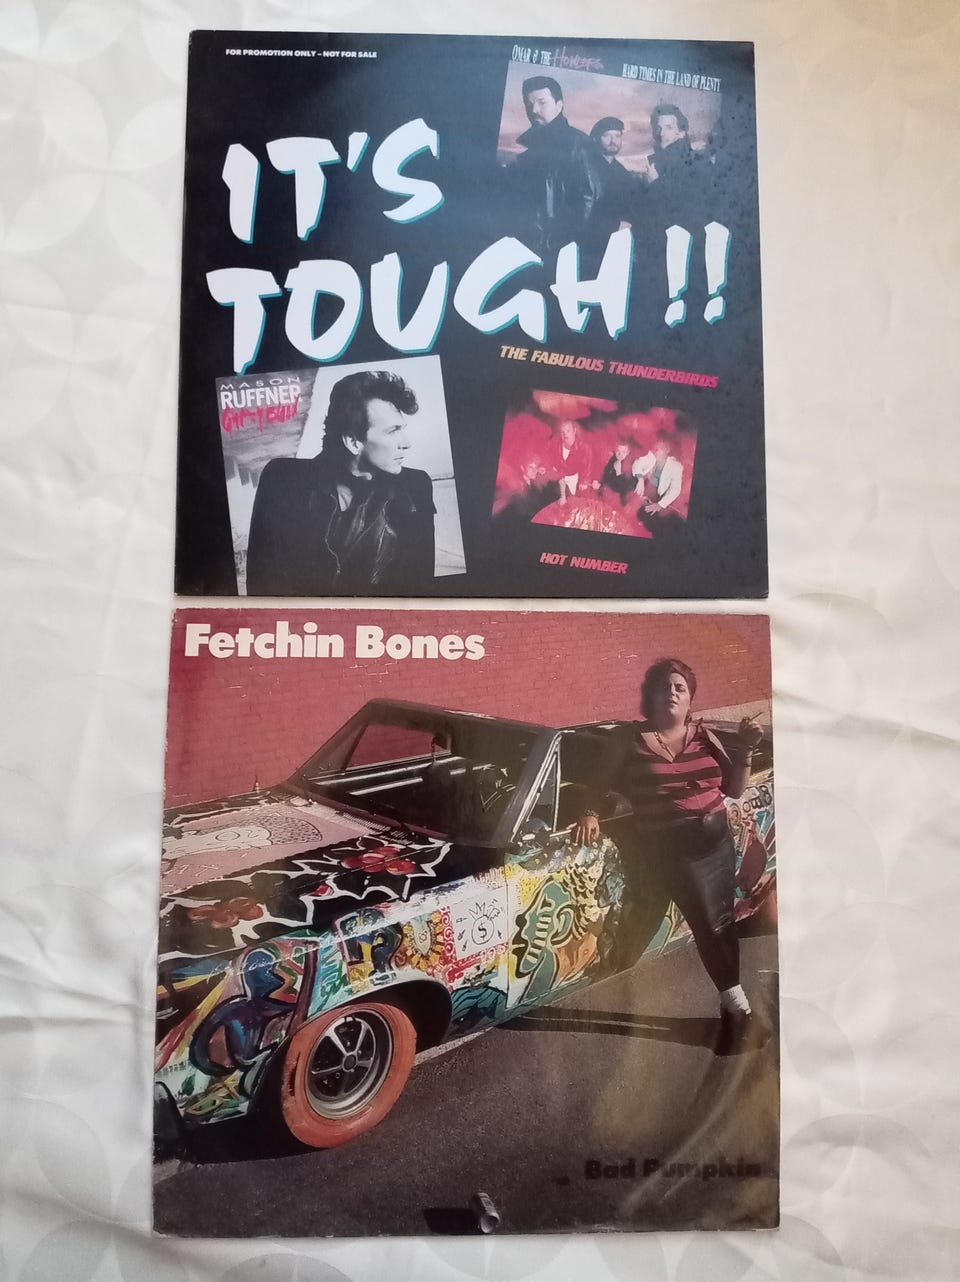 FOR PROMOTION ONLY – NOT FOR SALE
OMAR & THE HOWLERS
HARD TIMES IN THE LAND OF PLENTY
IT'S
TOUGH!!
MASON
RUFFNER
THE FABULOUS THUNDERBIRDS
HOT NUMBER
Fetchin Bones
$
Bad Pumpkin